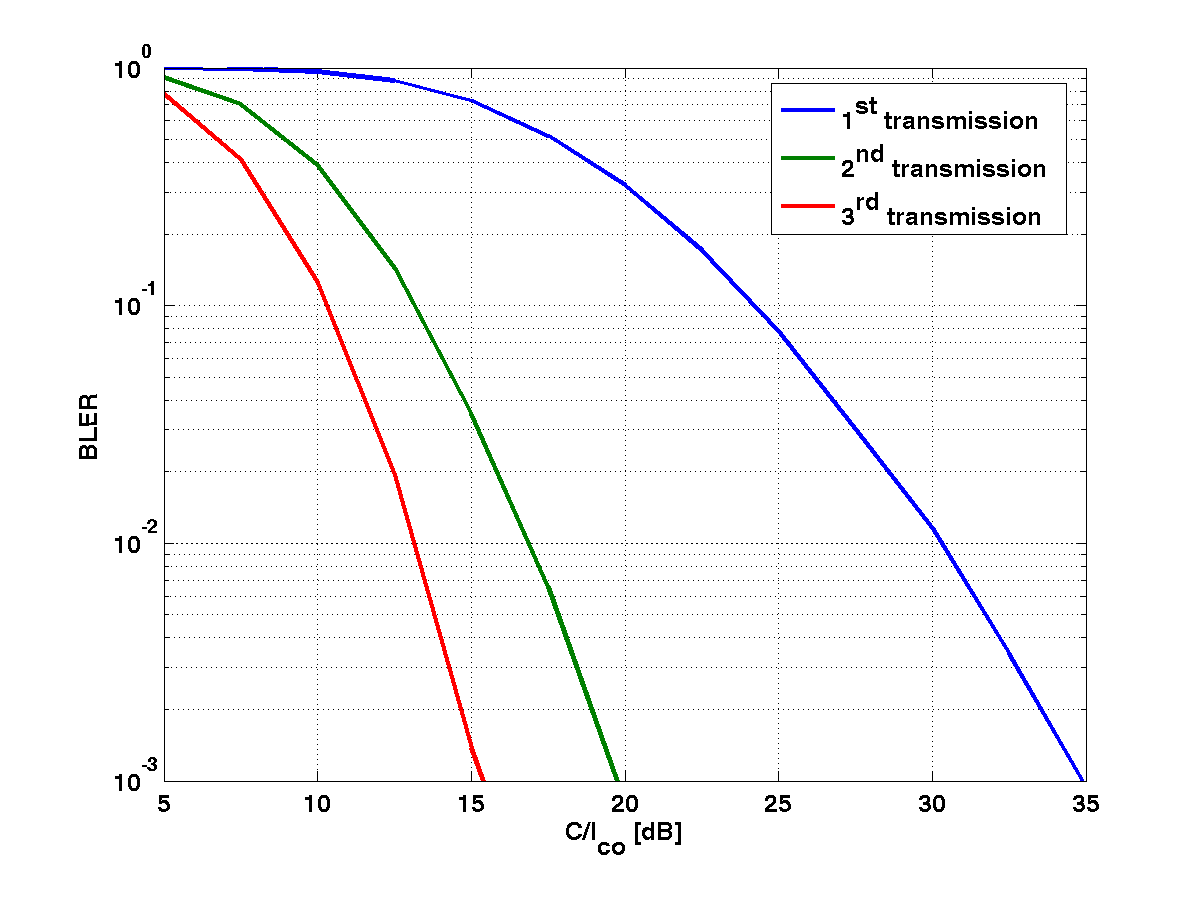 10^0
10^-1
10^-2
10^-3
BLER
5 10 15 20 25 30 35
C/I_co [dB]
1^st transmission
2^nd transmission
3^rd transmission